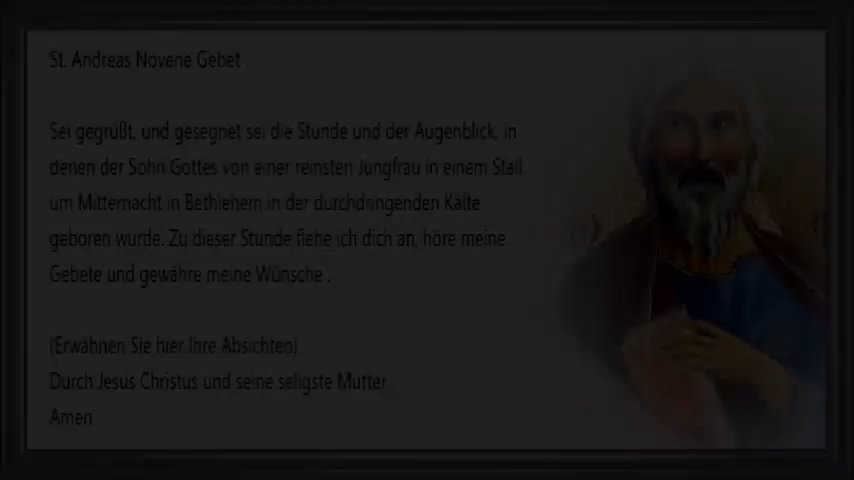 St. Andreas Novene Gebet .
Sei gegrüßt, und gesegnet sei die Stunde und der Augenblick, in
denen der Sohn Gottes von einer reinsten Jungfrau in einem Stall
um Mitternacht in Bethlehem in der durchdringenden Kälte
geboren wurde. Zu dieser Stunde flehe ich dich an, höre meine
Gebete und gewähre meine Wünsche .
(Erwähnen Sie hier Ihre Absichten)
Durch Jesus Christus und seine seligste Mutter.
Amen .